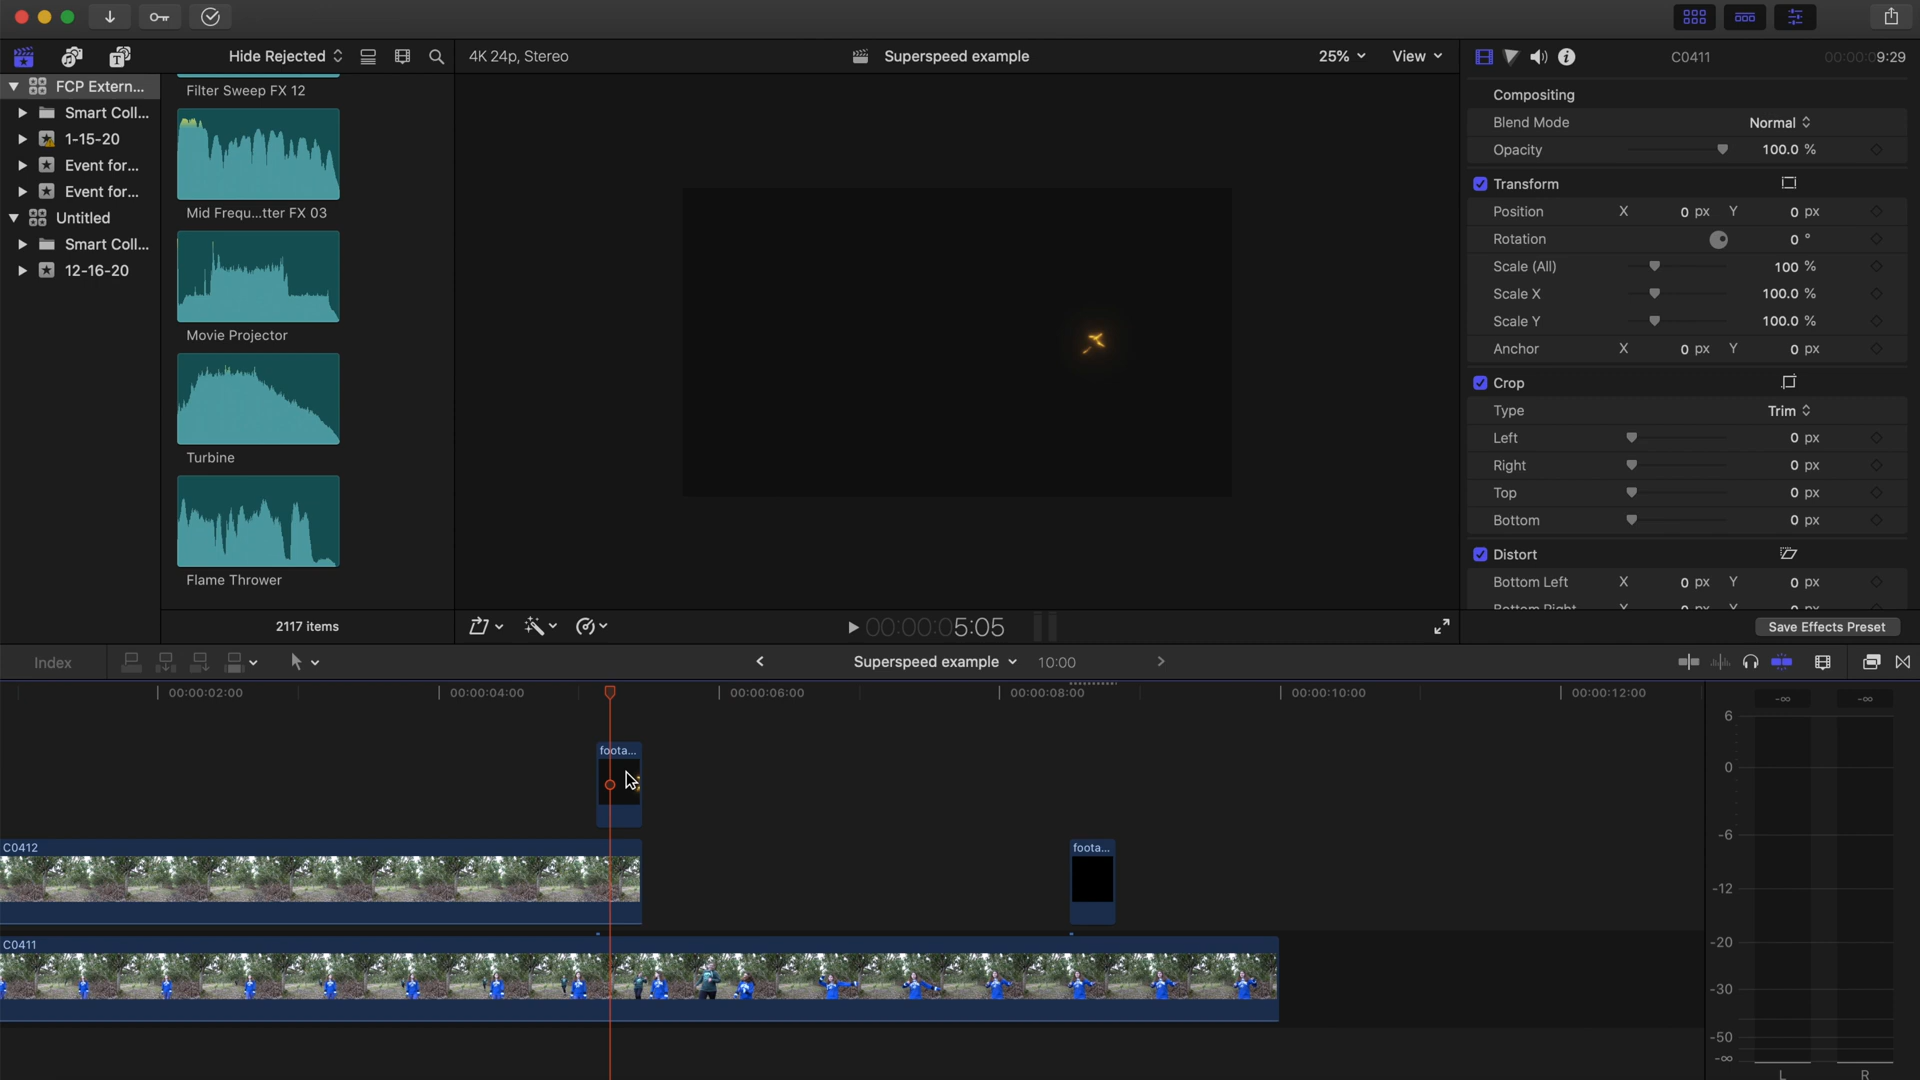 Hide Rejected
4K 24p, Stereo
Superspeed example
25%
View
C0411
00:00:09:29
FCP Extern...
Smart Coll...
1-15-20
Event for...
Event for...
Untitled
Smart Coll...
12-16-20
Filter Sweep FX 12
Mid Frequ...tter FX 03
Movie Projector
Turbine
Flame Thrower
2117 items
Compositing
Blend Mode Normal
Opacity 100.0 %
Transform
Position X 0 px Y 0 px
Rotation 0 °
Scale (All) 100 %
Scale X 100.0 %
Scale Y 100.0 %
Anchor X 0 px Y 0 px
Crop
Type Trim
Left 0 px
Right 0 px
Top 0 px
Bottom 0 px
Distort
Bottom Left X 0 px Y 0 px
Bottom Right X 0 px Y 0 px
00:00:05:05
Save Effects Preset
Index
Superspeed example 10:00
00:00:02:00
00:00:04:00
00:00:06:00
00:00:08:00
00:00:10:00
00:00:12:00
foota...
C0412
foota...
C0411
-∞ -∞
6
0
-6
-12
-20
-30
-50
-∞
L R